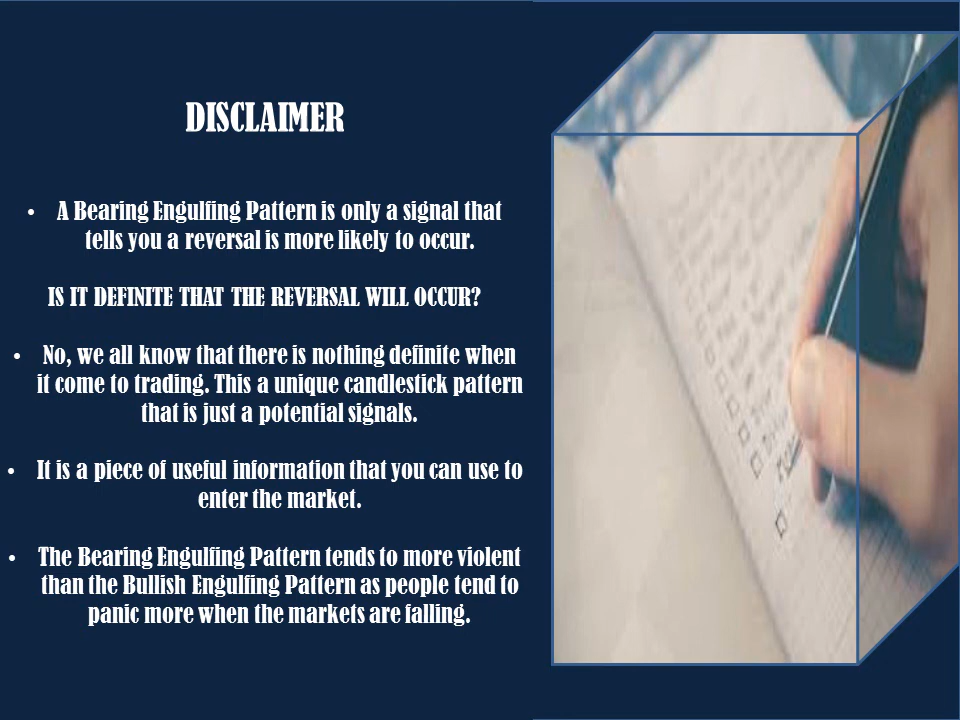 DISCLAIMER
• A Bearing Engulfing Pattern is only a signal that
tells you a reversal is more likely to occur.
IS IT DEFINITE THAT THE REVERSAL WILL OCCUR?
• No, we all know that there is nothing definite when
it come to trading. This a unique candlestick pattern
that is just a potential signals.
• It is a piece of useful information that you can use to
enter the market.
• The Bearing Engulfing Pattern tends to more violent
than the Bullish Engulfing Pattern as people tend to
panic more when the markets are falling.